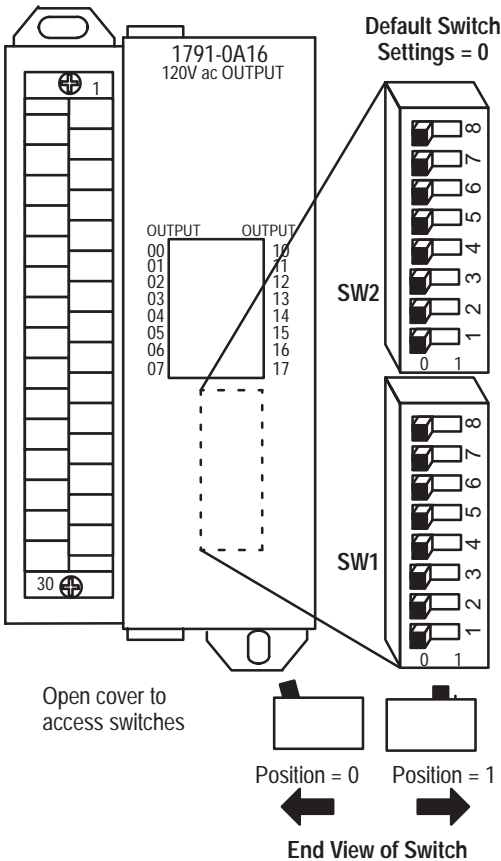 Default Switch
Settings = 0
1791-0A16
120V ac OUTPUT
1
OUTPUT OUTPUT
00 10
01 11
02 12
03 13
04 14
05 15
06 16
07 17
30
SW2
8
7
6
5
4
3
2
1
0 1
SW1
8
7
6
5
4
3
2
1
0 1
Open cover to
access switches
Position = 0 Position = 1
End View of Switch